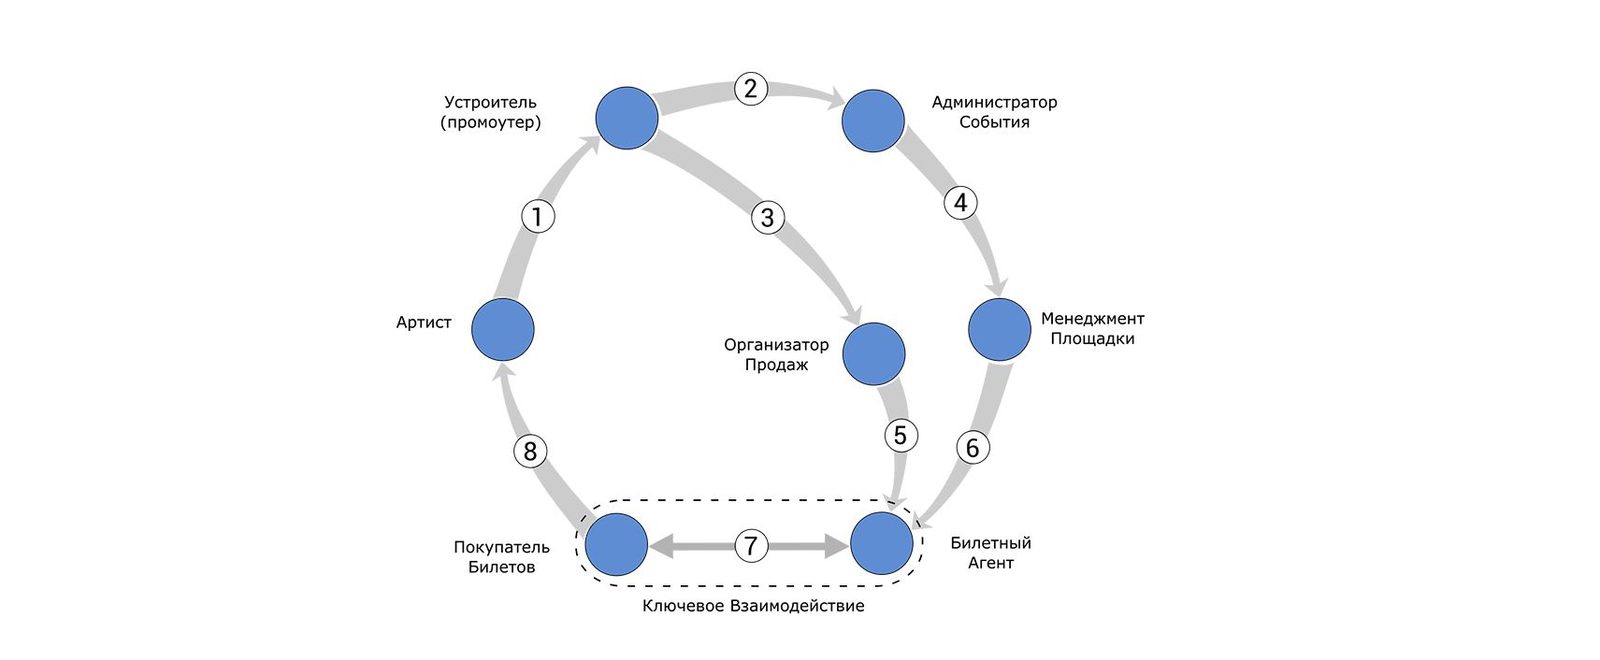 2
Устроитель
(промоутер)
Администратор
События
4
1
3
Артист
Менеджмент
Площадки
Организатор
Продаж
5
6
8
7
Покупатель
Билетов
Билетный
Агент
Ключевое Взаимодействие